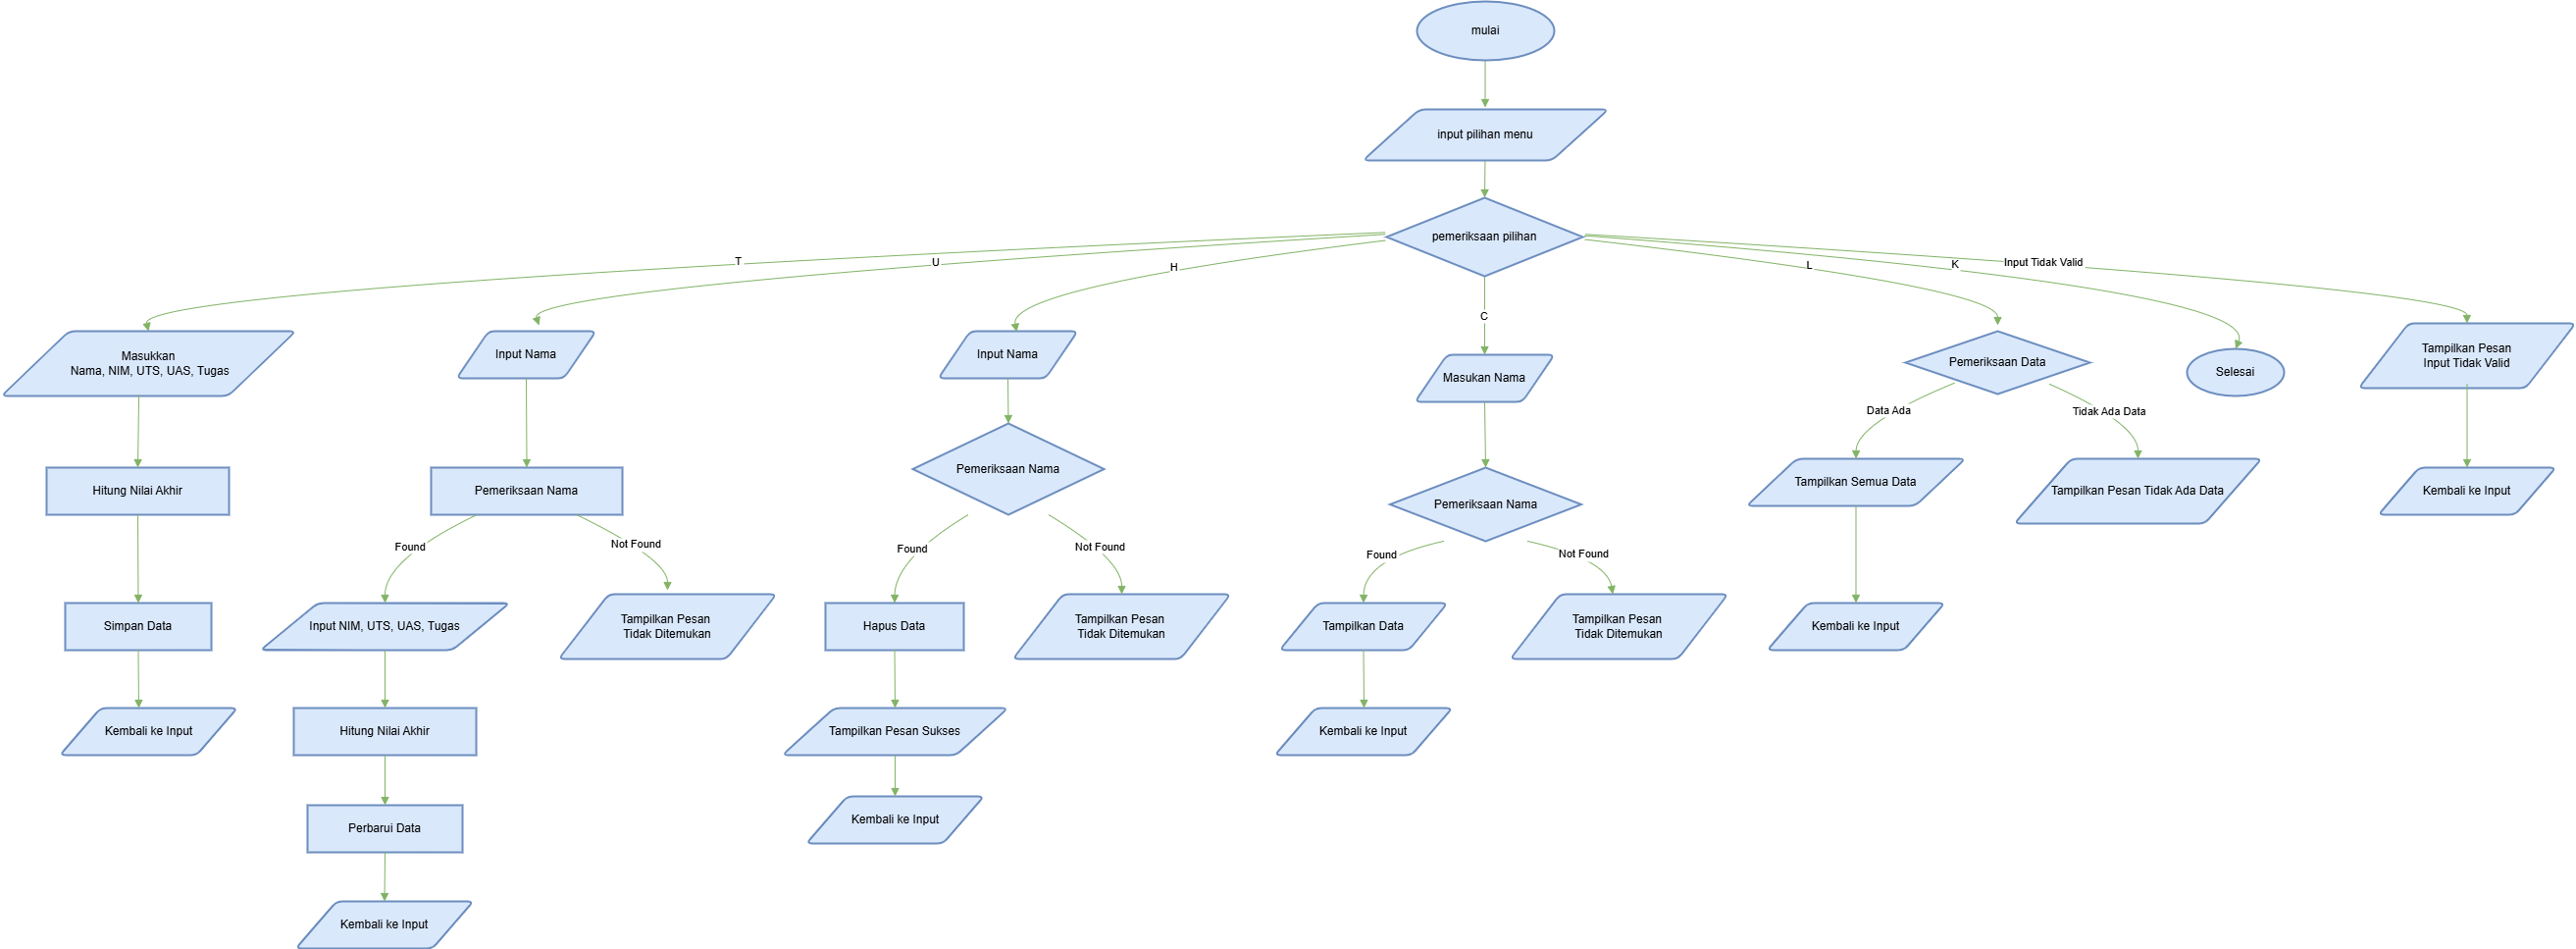 mulai
input pilihan menu
pemeriksaan pilihan
T
U
H
C
L
K
Input Tidak Valid
Masukkan
Nama, NIM, UTS, UAS, Tugas
Input Nama
Input Nama
Masukan Nama
Pemeriksaan Data
Selesai
Tampilkan Pesan
Input Tidak Valid
Data Ada
Tidak Ada Data
Hitung Nilai Akhir
Pemeriksaan Nama
Pemeriksaan Nama
Pemeriksaan Nama
Tampilkan Semua Data
Tampilkan Pesan Tidak Ada Data
Kembali ke Input
Found
Not Found
Found
Not Found
Found
Not Found
Simpan Data
Input NIM, UTS, UAS, Tugas
Tampilkan Pesan
Tidak Ditemukan
Hapus Data
Tampilkan Pesan
Tidak Ditemukan
Tampilkan Data
Tampilkan Pesan
Tidak Ditemukan
Kembali ke Input
Kembali ke Input
Hitung Nilai Akhir
Tampilkan Pesan Sukses
Kembali ke Input
Perbarui Data
Kembali ke Input
Kembali ke Input